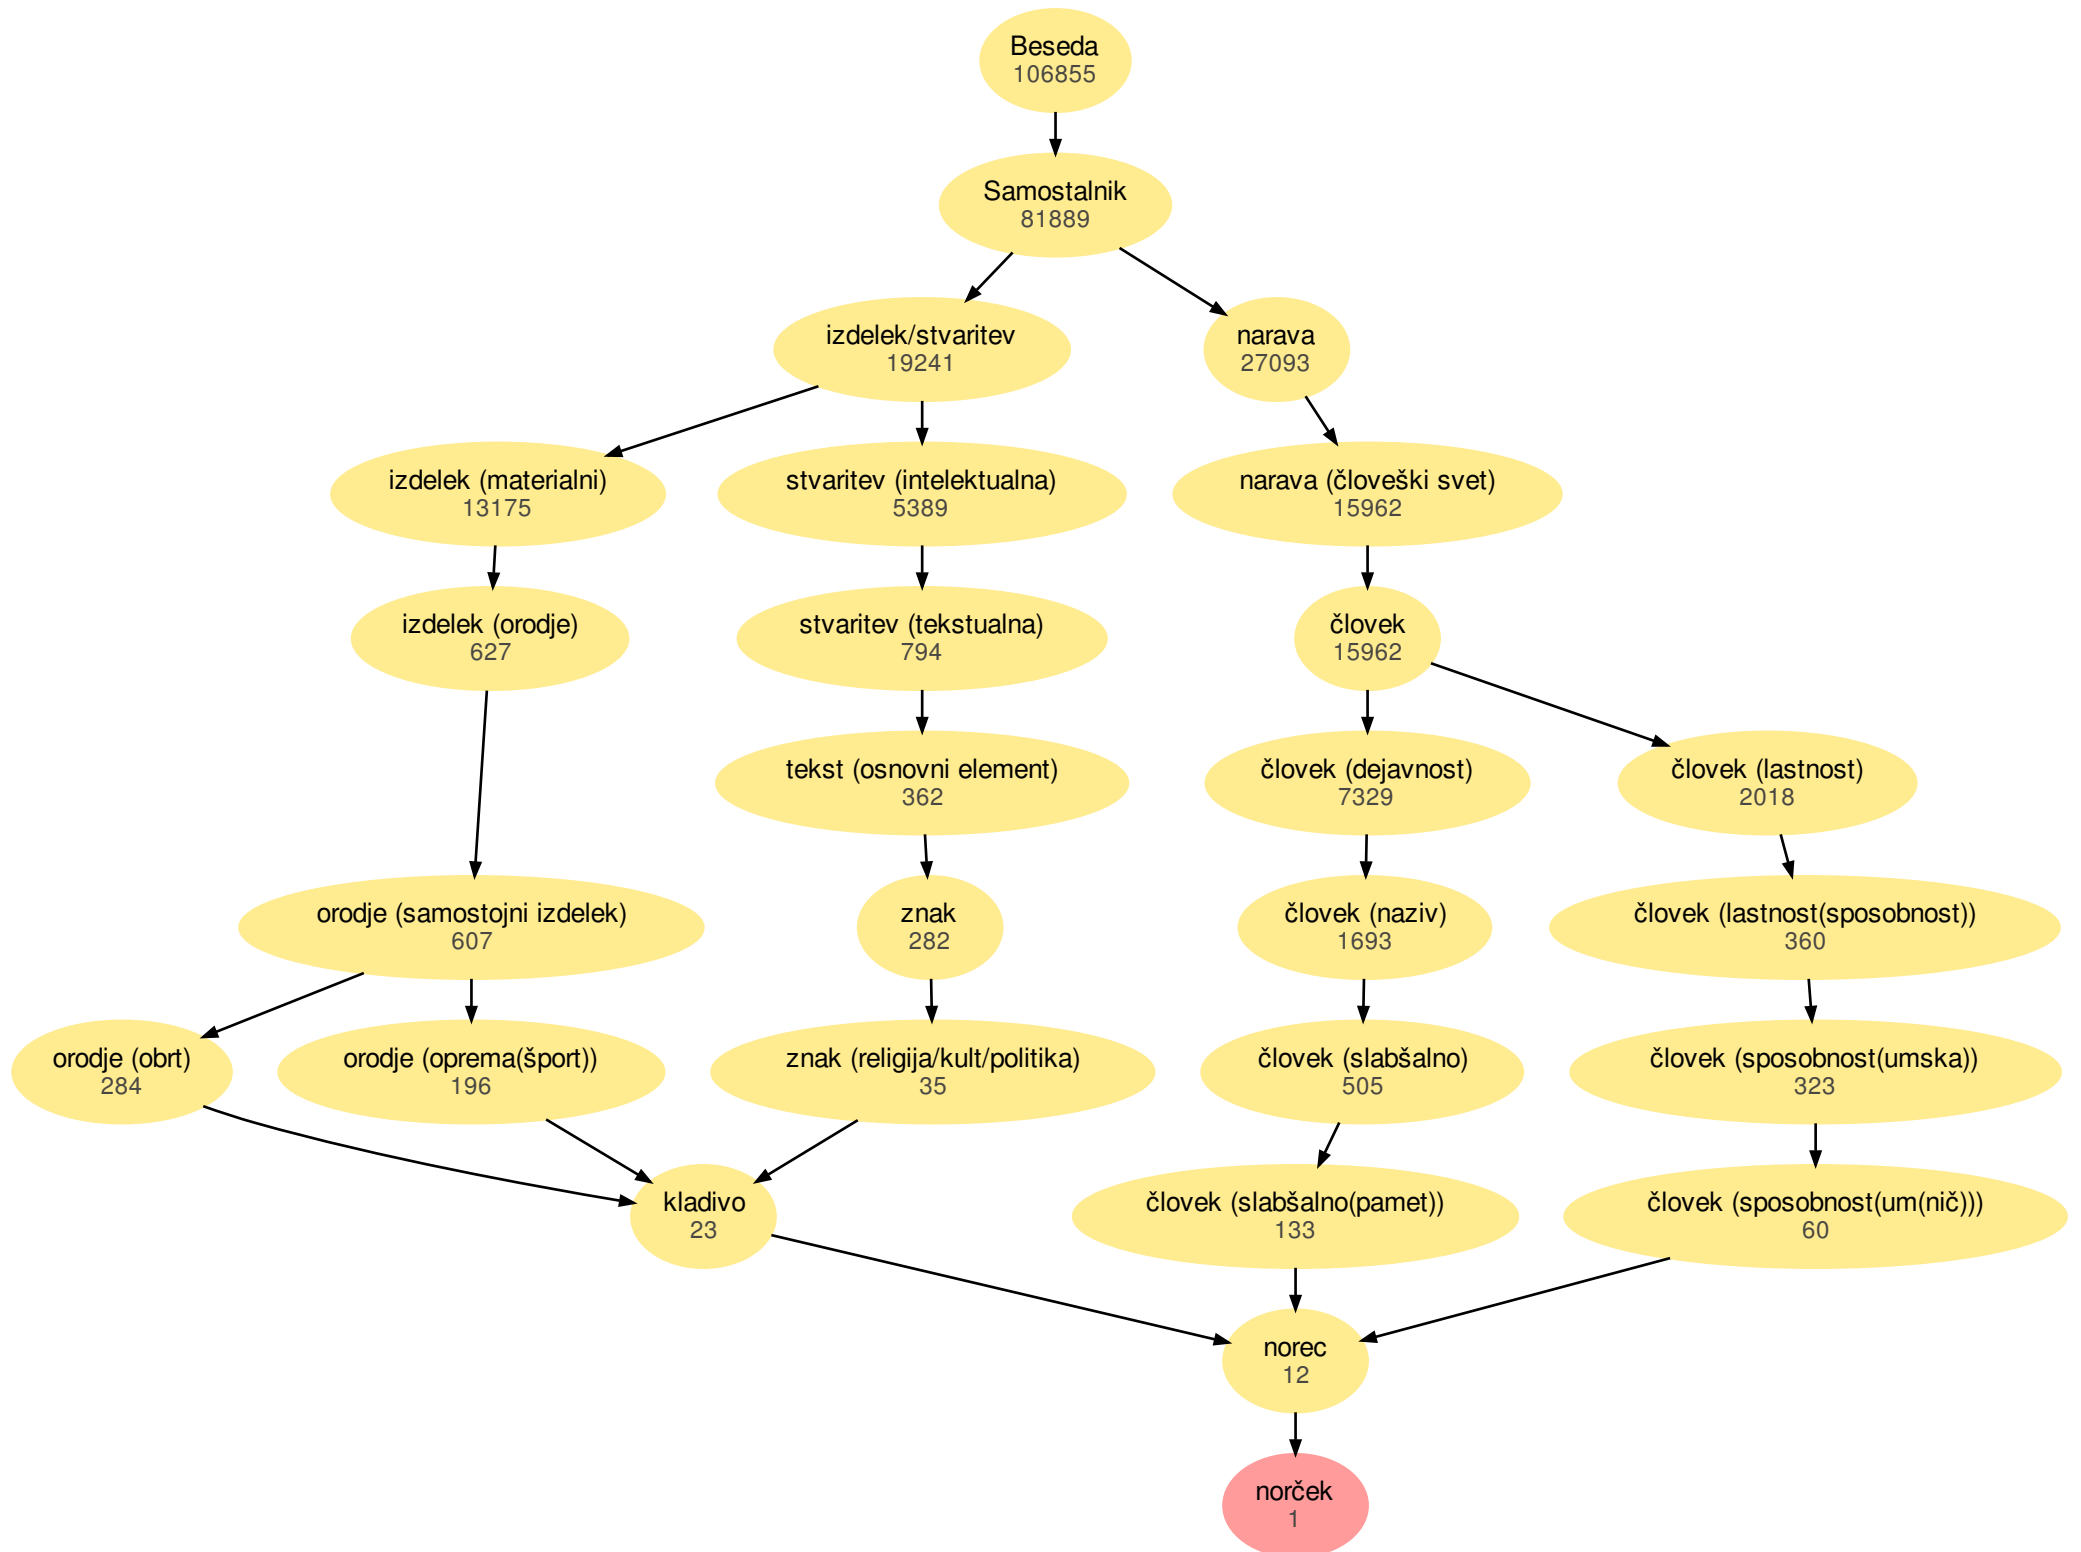 Beseda
106855
Samostalnik
81889
izdelek/stvaritev
19241
narava
27093
izdelek (materialni)
13175
stvaritev (intelektualna)
5389
narava (človeški svet)
15962
izdelek (orodje)
627
stvaritev (tekstualna)
794
človek
15962
tekst (osnovni element)
362
človek (dejavnost)
7329
človek (lastnost)
2018
orodje (samostojni izdelek)
607
znak
282
človek (naziv)
1693
človek (lastnost(sposobnost))
360
orodje (obrt)
284
orodje (oprema(šport))
196
znak (religija/kult/politika)
35
človek (slabšalno)
505
človek (sposobnost(umska))
323
kladivo
23
človek (slabšalno(pamet))
133
človek (sposobnost(um(nič)))
60
norec
12
norček
1